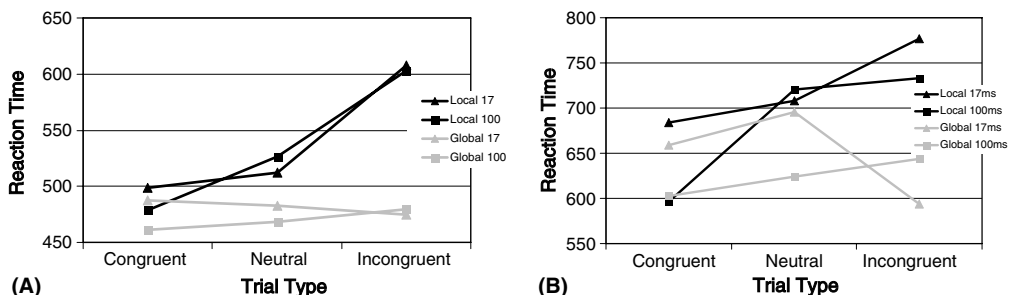 650
600
550
500
450
Reaction Time
Local 17
Local 100
Global 17
Global 100
Congruent
Neutral
Incongruent
Trial Type
(A)
800
750
700
650
600
550
Reaction Time
Local 17ms
Local 100ms
Global 17ms
Global 100ms
Congruent
Neutral
Incongruent
Trial Type
(B)